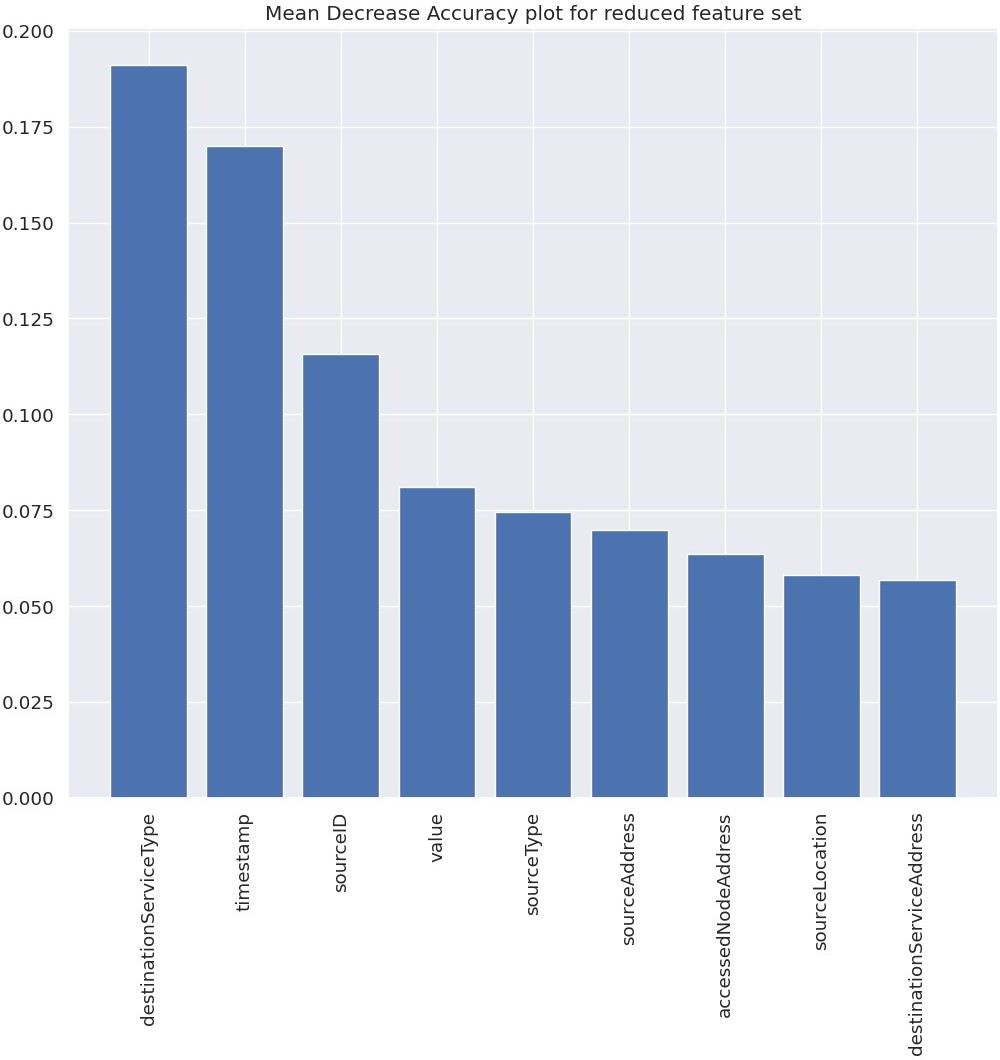 Mean Decrease Accuracy plot for reduced feature set
0.200
0.175
0.150
0.125
0.100
0.075
0.050
0.025
0.000
destinationServiceType
timestamp
sourceID
value
sourceType
sourceAddress
accessedNodeAddress
sourceLocation
destinationServiceAddress